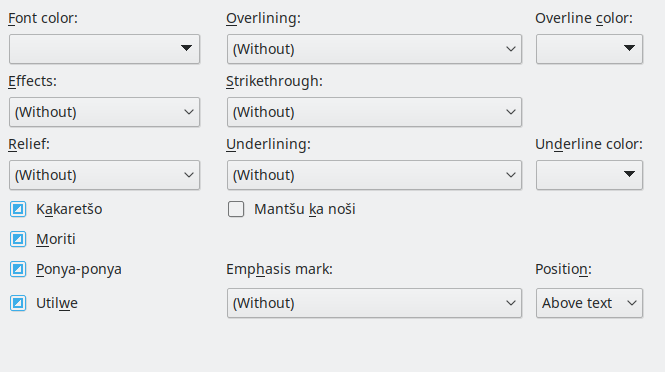 Font color: Overlining: Overline color:
(Without)
Effects: Strikethrough:
(Without) (Without)
Relief: Underlining: Underline color:
(Without) (Without)
Kakaretšo Mantšu ka noši
Moriti
Ponya-ponya Emphasis mark: Position:
Utilwe (Without) Above text